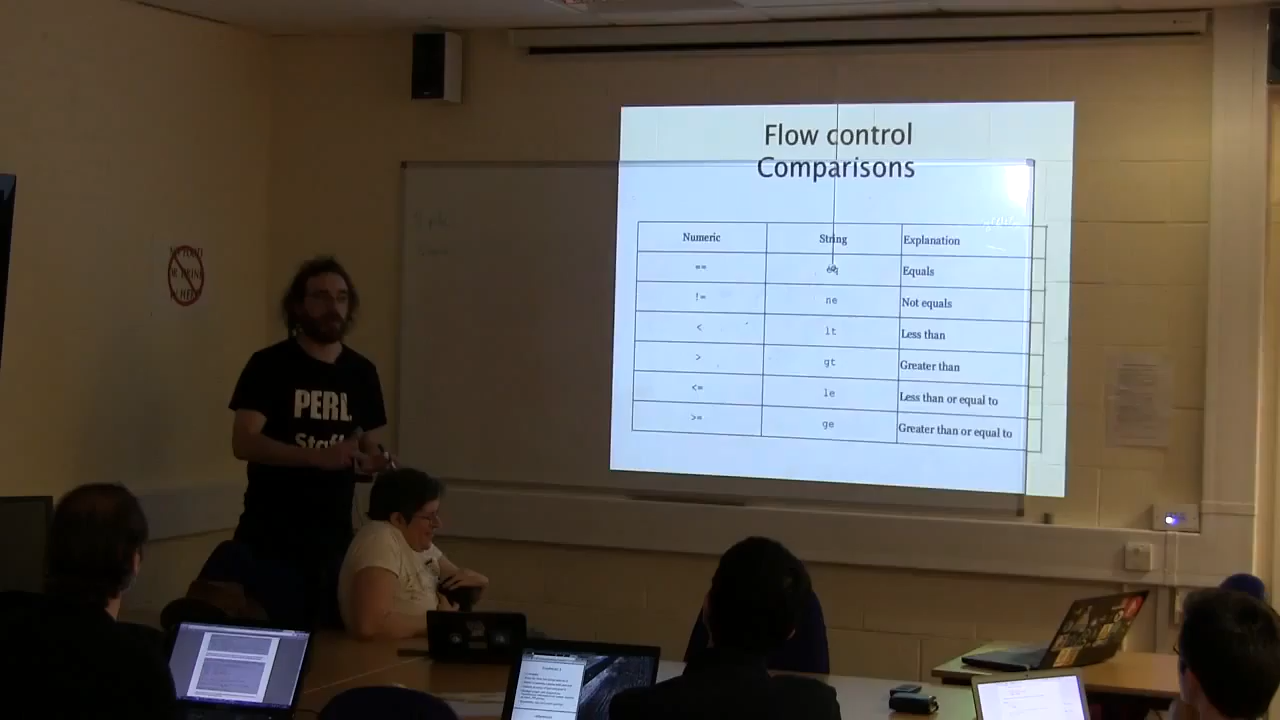 Flow control
Comparisons
Numeric String Explanation
== eq Equals
!= ne Not equals
< lt Less than
> gt Greater than
<= le Less than or equal to
>= ge Greater than or equal to
PERL
Staff